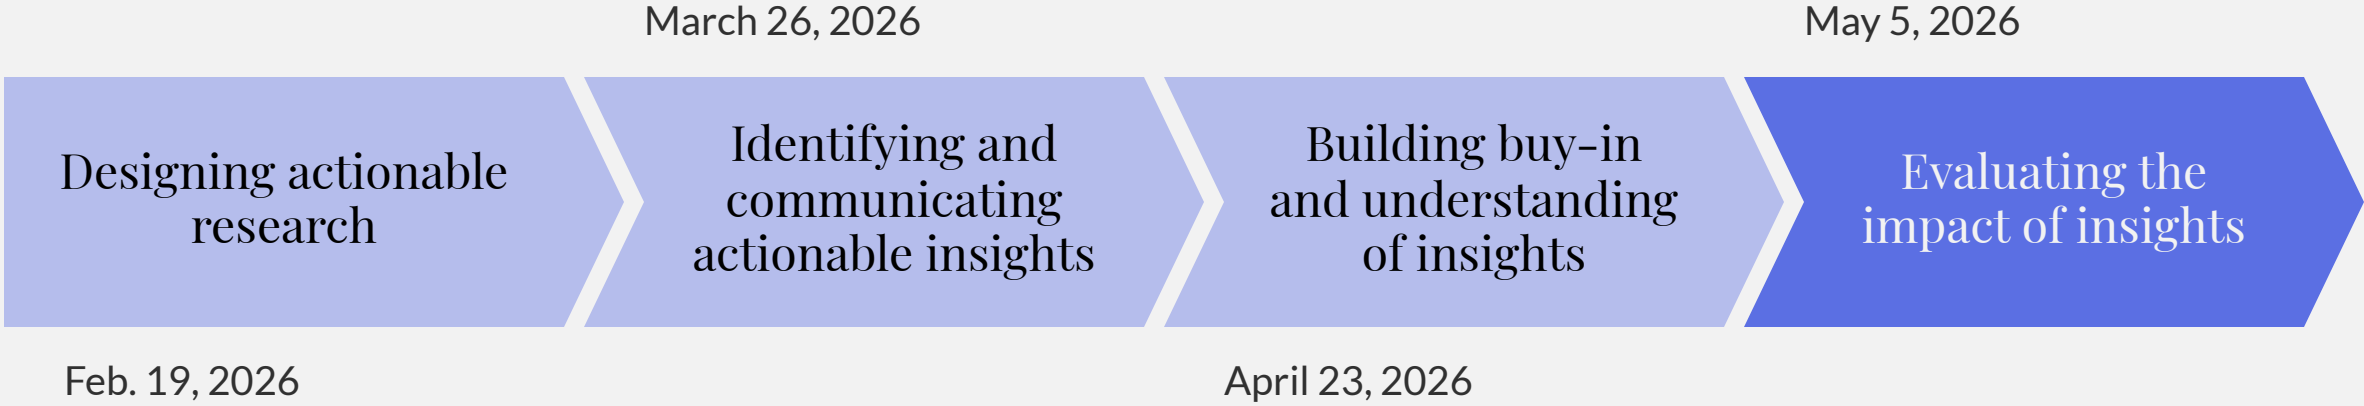 March 26, 2026
May 5, 2026
Designing actionable
research
Identifying and
communicating
actionable insights
Building buy-in
and understanding
of insights
Evaluating the
impact of insights
Feb. 19, 2026
April 23, 2026